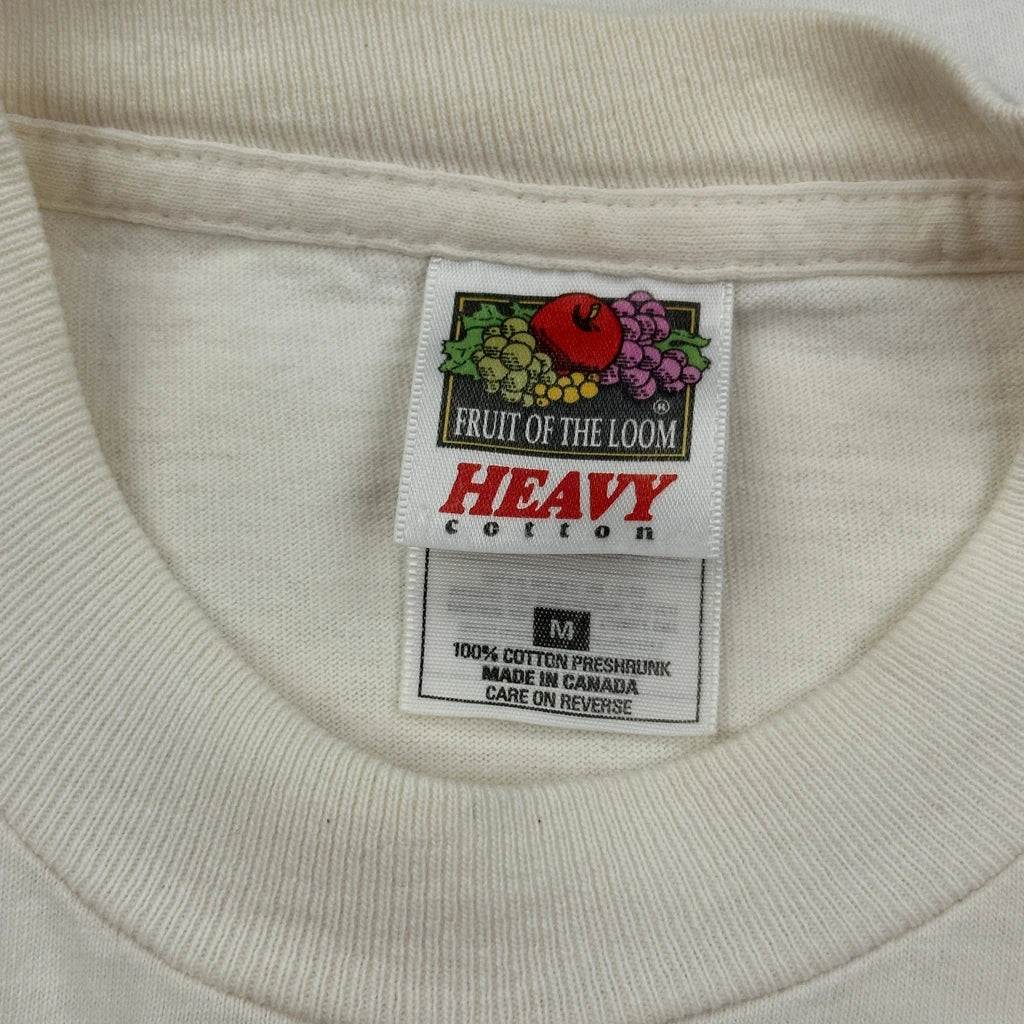 ®
FRUIT OF THE LOOM
HEAVY
cotton
M
100% COTTON PRESHRUNK
MADE IN CANADA
CARE ON REVERSE